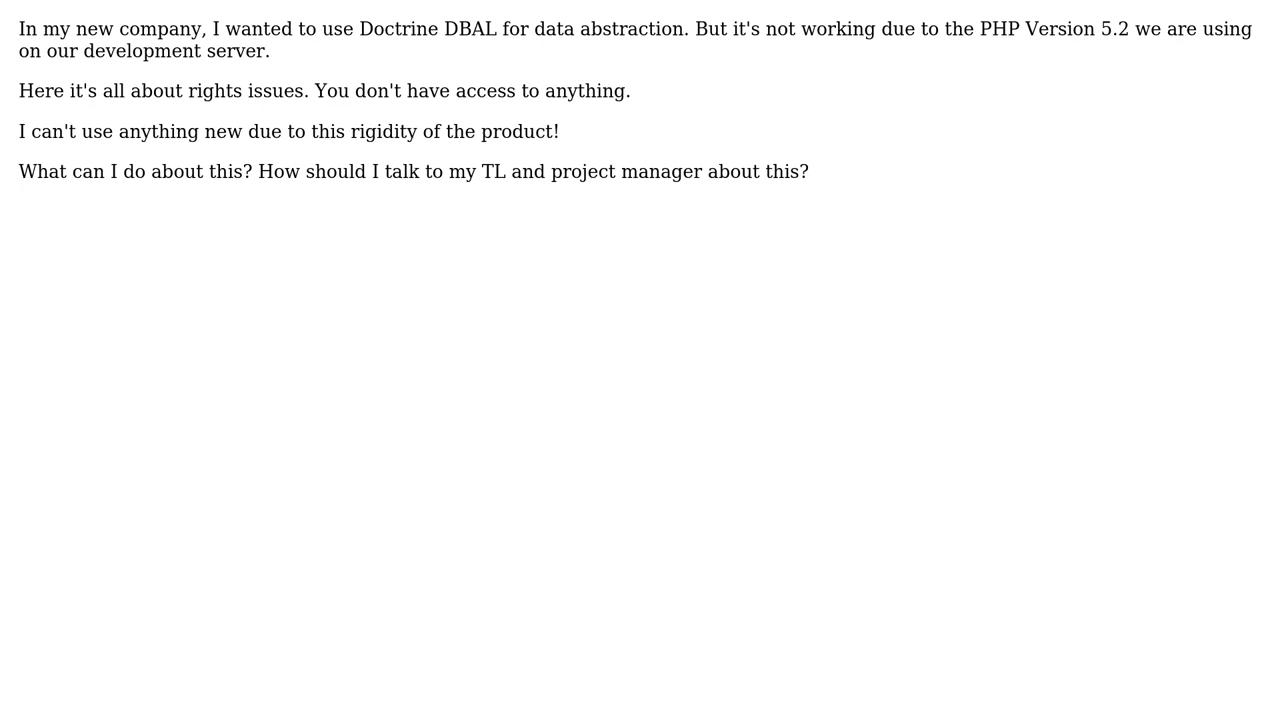 In my new company, I wanted to use Doctrine DBAL for data abstraction. But it's not working due to the PHP Version 5.2 we are using
on our development server.
Here it's all about rights issues. You don't have access to anything.
I can't use anything new due to this rigidity of the product!
What can I do about this? How should I talk to my TL and project manager about this?